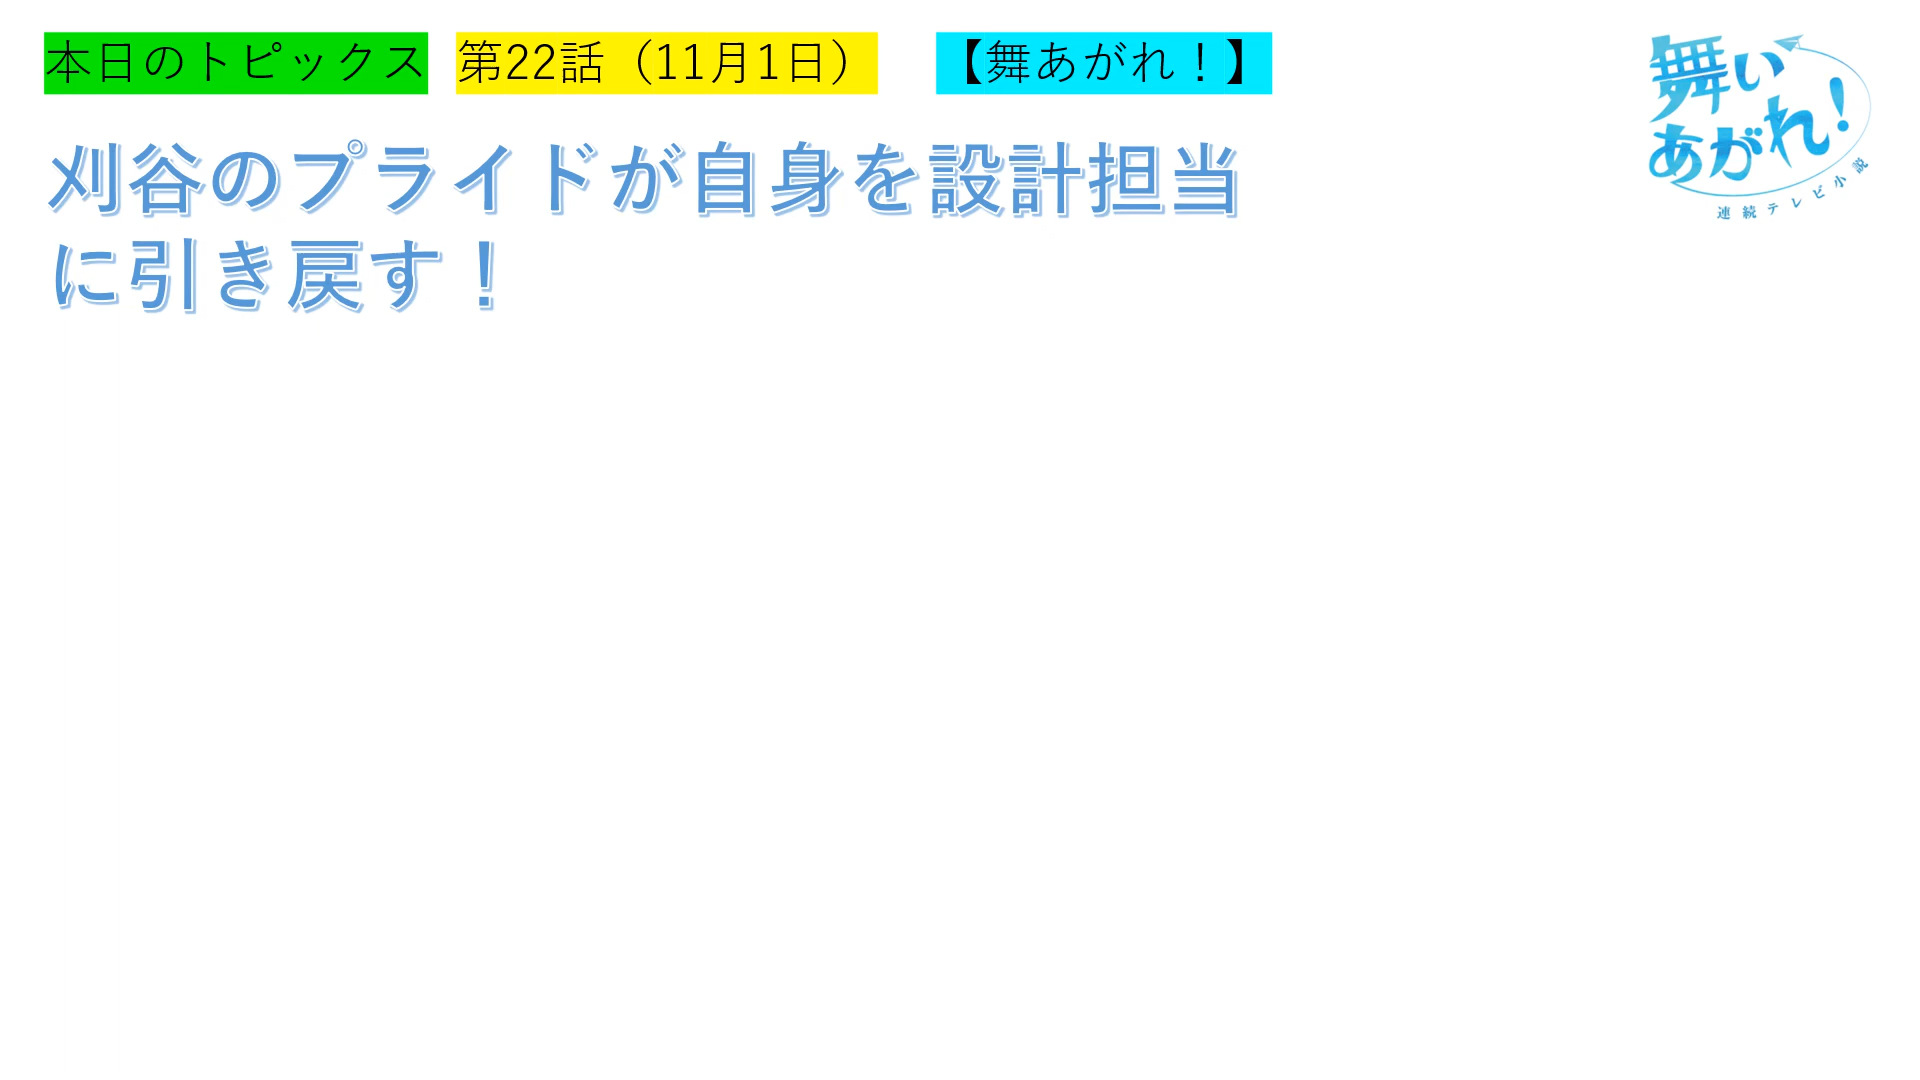 本日のトピックス 第22話（11月1日） 【舞あがれ！】
刈谷のプライドが自身を設計担当
に引き戻す！
舞い
あがれ!
連続テレビ小説